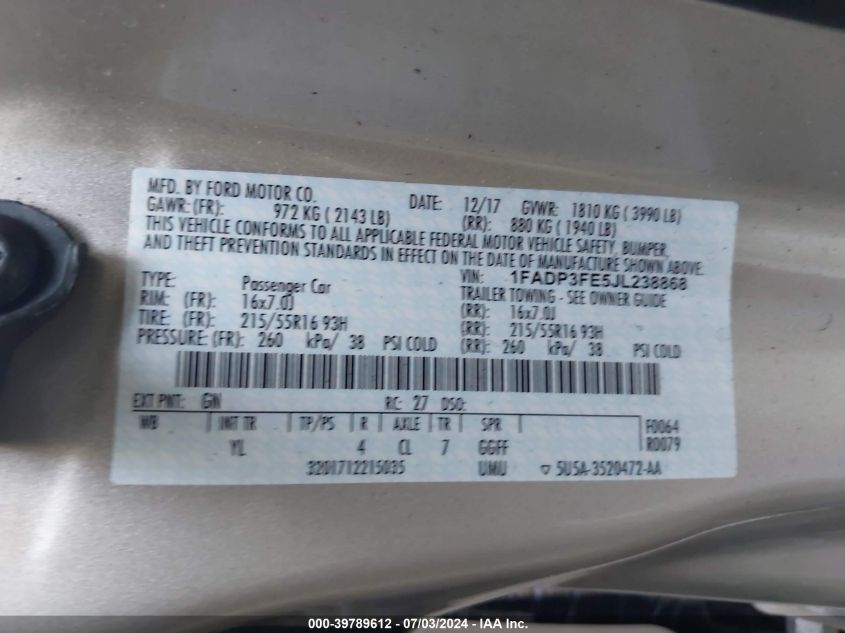 MFD. BY FORD MOTOR CO.
DATE: 12/17 GVWR: 1810 KG ( 3990 LB)
GAWR: (FR): 972 KG ( 2143 LB) (RR): 880 KG ( 1940 LB)
THIS VEHICLE CONFORMS TO ALL APPLICABLE FEDERAL MOTOR VEHICLE SAFETY, BUMPER,
AND THEFT PREVENTION STANDARDS IN EFFECT ON THE DATE OF MANUFACTURE SHOWN ABOVE.
VIN: 1FADP3FE5JL238868
TYPE: Passenger Car TRAILER TOWING - SEE OWNER GUIDE
RIM: (FR): 16x7.0J (RR): 16x7.0J
TIRE: (FR): 215/55R16 93H (RR): 215/55R16 93H
PRESSURE: (FR): 260 kPa/ 38 PSI COLD (RR): 260 kPa/ 38 PSI COLD
EXT PNT: GN RC: 27 DSO:
WB INT TR TP/PS R AXLE TR SPR F0064
YL 4 CL 7 GGFF R0079
3201712215035 UMU ▽ 5U5A-3520472-AA
000-39789612 - 07/03/2024 - IAA Inc.